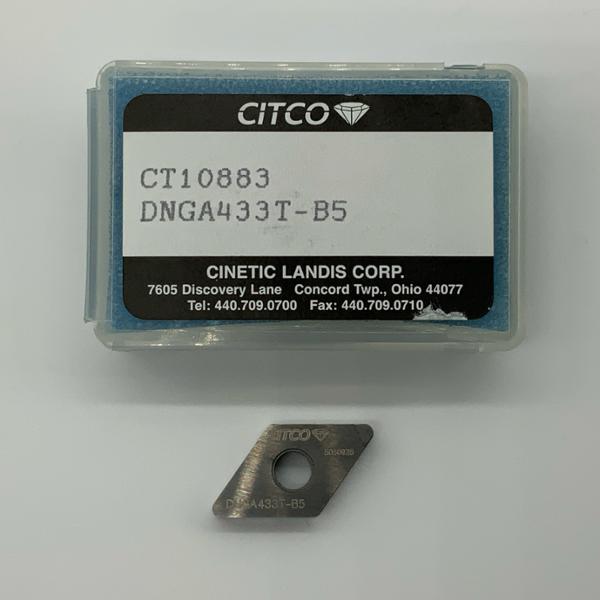 CITCO
CT10883
DNGA433T-B5
CINETIC LANDIS CORP.
7605 Discovery Lane Concord Twp., Ohio 44077
Tel: 440.709.0700 Fax: 440.709.0710
CITCO
DNGA433T-B5